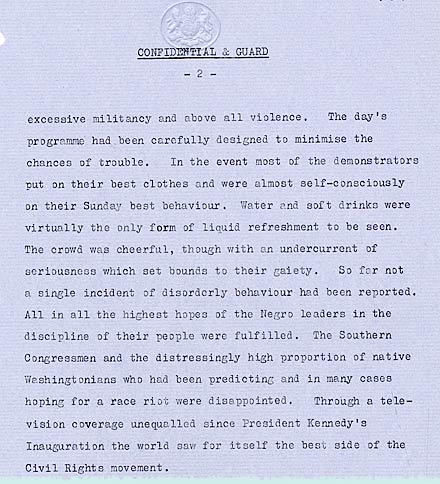 CONFIDENTIAL & GUARD
- 2 -
excessive militancy and above all violence. The day's
programme had been carefully designed to minimise the
chances of trouble. In the event most of the demonstrators
put on their best clothes and were almost self-consciously
on their Sunday best behaviour. Water and soft drinks were
virtually the only form of liquid refreshment to be seen.
The crowd was cheerful, though with an undercurrent of
seriousness which set bounds to their gaiety. So far not
a single incident of disorderly behaviour had been reported.
All in all the highest hopes of the Negro leaders in the
discipline of their people were fulfilled. The Southern
Congressmen and the distressingly high proportion of native
Washingtonians who had been predicting and in many cases
hoping for a race riot were disappointed. Through a tele-
vision coverage unequalled since President Kennedy's
Inauguration the world saw for itself the best side of the
Civil Rights movement.